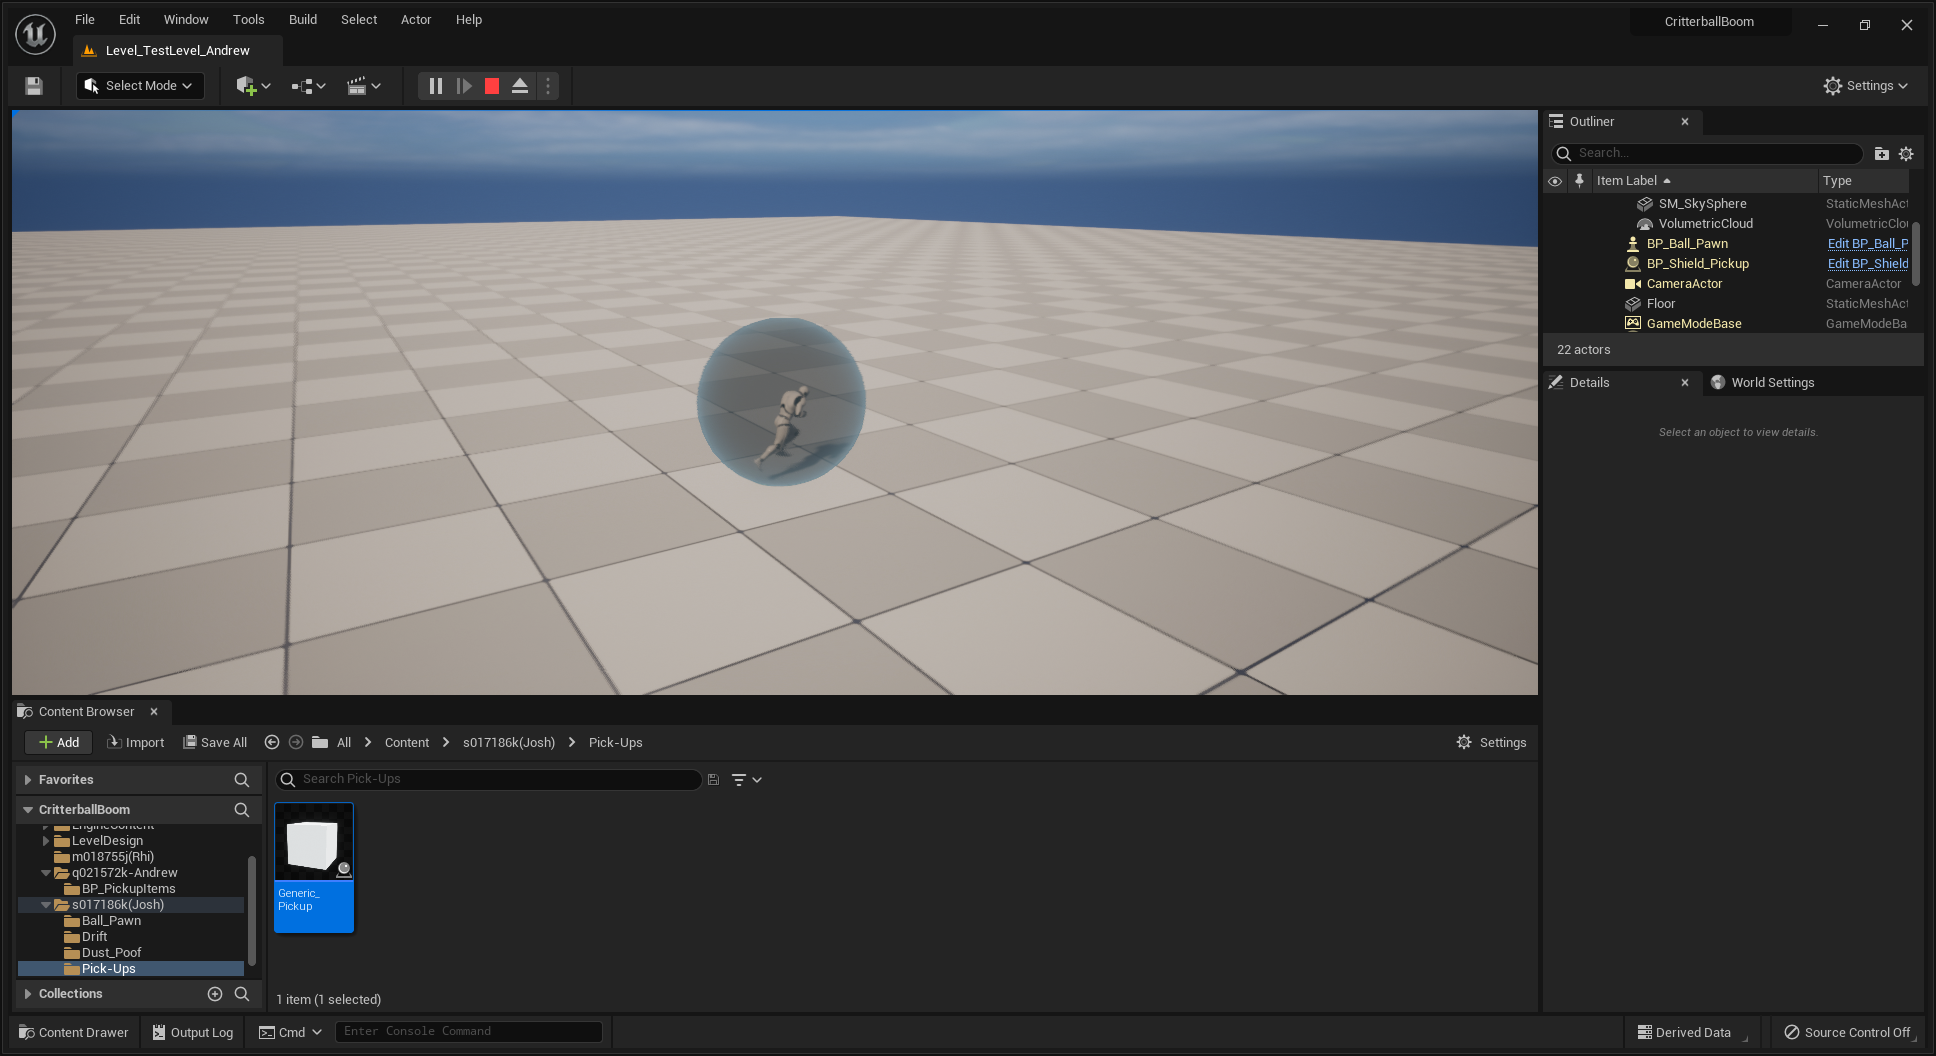 File Edit Window Tools Build Select Actor Help
CritterballBoom
Level_TestLevel_Andrew
Select Mode
Settings
Outliner
Search...
Item Label Type
SM_SkySphere StaticMeshAct
VolumetricCloud VolumetricClou
BP_Ball_Pawn Edit BP_Ball_P
BP_Shield_Pickup Edit BP_Shield
CameraActor CameraActor
Floor StaticMeshAct
GameModeBase GameModeBa
22 actors
Details World Settings
Select an object to view details.
Content Browser
Add Import Save All All Content s017186k(Josh) Pick-Ups Settings
Favorites
Search Pick-Ups
CritterballBoom
EngineContent
LevelDesign
m018755j(Rhi)
q021572k-Andrew
BP_PickupItems
s017186k(Josh)
Ball_Pawn
Drift
Dust_Poof
Pick-Ups
Generic_
Pickup
Collections
1 item (1 selected)
Content Drawer Output Log Cmd Enter Console Command Derived Data Source Control Off